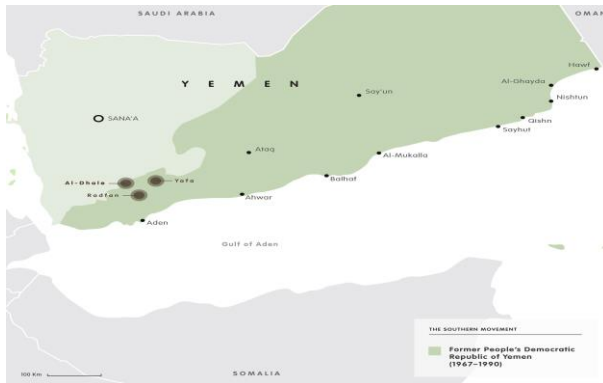 SAUDI ARABIA
OMAN
Hawf
Al-Ghayda
YEMEN
Say'un
Nishtun
SANA'A
Qishn
Sayhut
Ataq
Al-Mukalla
Al-Dhale
Yafa
Balhaf
Radfan
Ahwar
Aden
Gulf of Aden
THE SOUTHERN MOVEMENT
Former People's Democratic
Republic of Yemen
(1967–1990)
100 Km
SOMALIA